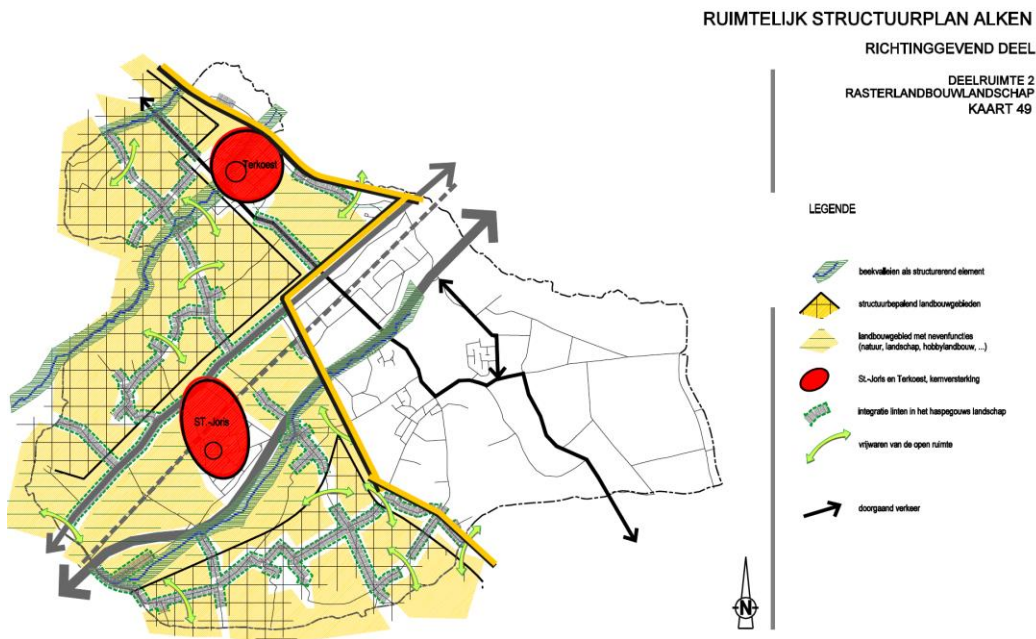 RUIMTELIJK STRUCTUURPLAN ALKEN
RICHTINGGEVEND DEEL
DEELRUIMTE 2
RASTERLANDBOUWLANDSCHAP
KAART 49
LEGENDE
beekvalleien als structurerend element
structuurbepalend landbouwgebieden
landbouwgebied met nevenfuncties
(natuur, landschap, hobbylandbouw, ...)
St.-Joris en Terkoest, kernversterking
integratie linten in het haspegouws landschap
vrijwaren van de open ruimte
doorgaand verkeer
Terkoest
ST.-Joris
N